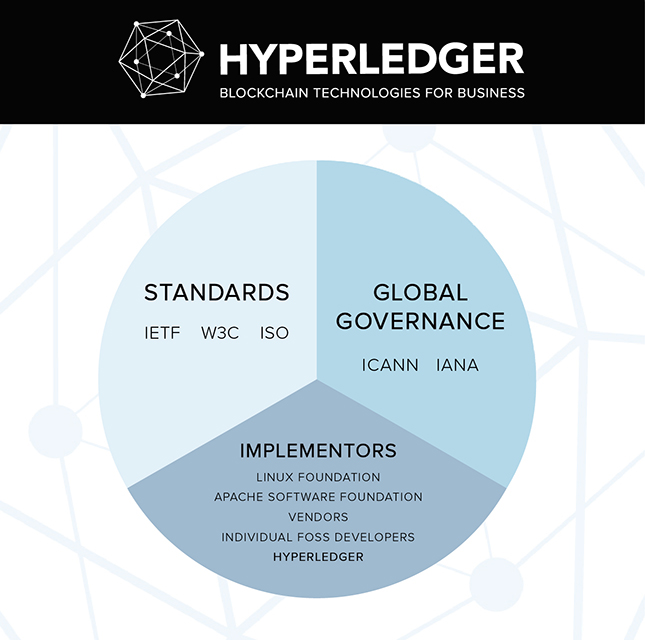 HYPERLEDGER
BLOCKCHAIN TECHNOLOGIES FOR BUSINESS
STANDARDS
IETF W3C ISO
GLOBAL
GOVERNANCE
ICANN IANA
IMPLEMENTORS
LINUX FOUNDATION
APACHE SOFTWARE FOUNDATION
VENDORS
INDIVIDUAL FOSS DEVELOPERS
HYPERLEDGER